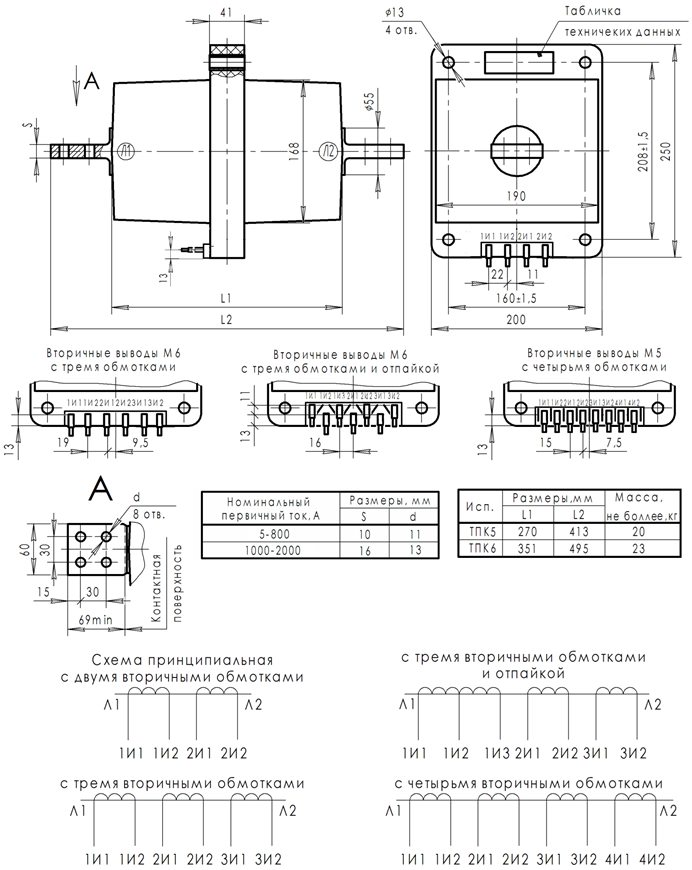 41
⌀13
4 отв.
Табличка
технических данных
А
S
Л1
Л2
168
⌀55
13
L1
L2
190
208±1,5
250
1И1 1И2 2И1 2И2
22
11
160±1,5
200
Вторичные выводы М6
с тремя обмотками
1И1 1И2 2И1 2И2 3И1 3И2
13
19
9,5
Вторичные выводы М6
с тремя обмотками и отпайкой
1И1 1И2 1И3 2И1 2И2 3И1 3И2
11
13
16
Вторичные выводы М5
с четырьмя обмотками
1И1 1И2 2И1 2И2 3И1 3И2 4И1 4И2
13
15
7,5
А
d
8 отв.
60
30
15
30
69min
Контактная
поверхность
Номинальный первичный ток, А Размеры, мм
S d
5-800 10 11
1000-2000 16 13
Исп. Размеры,мм Масса, не боллее,кг
L1 L2
ТПК5 270 413 20
ТПК6 351 495 23
Схема принципиальная
с двумя вторичными обмотками
Л1 Л2
1И1 1И2 2И1 2И2
с тремя вторичными обмотками
и отпайкой
Л1 Л2
1И1 1И2 1И3 2И1 2И2 3И1 3И2
с тремя вторичными обмотками
Л1 Л2
1И1 1И2 2И1 2И2 3И1 3И2
с четырьмя вторичными обмотками
Л1 Л2
1И1 1И2 2И1 2И2 3И1 3И2 4И1 4И2